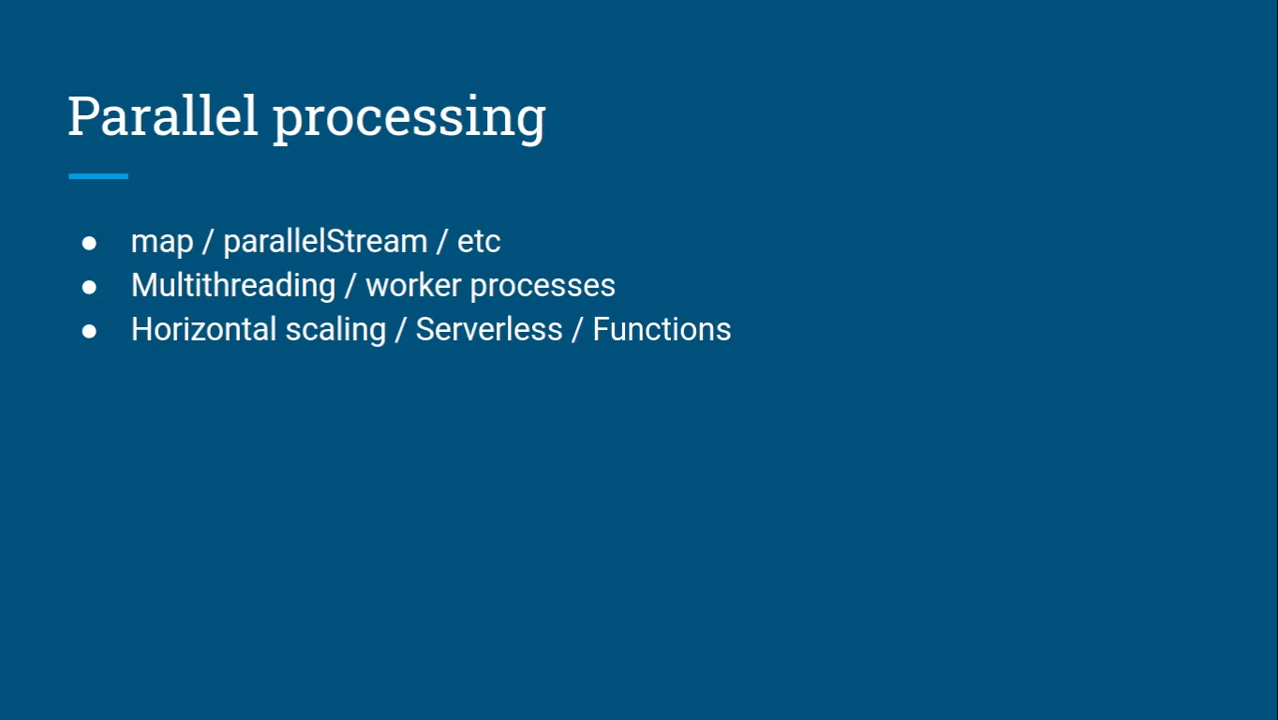 Parallel processing
● map / parallelStream / etc
● Multithreading / worker processes
● Horizontal scaling / Serverless / Functions